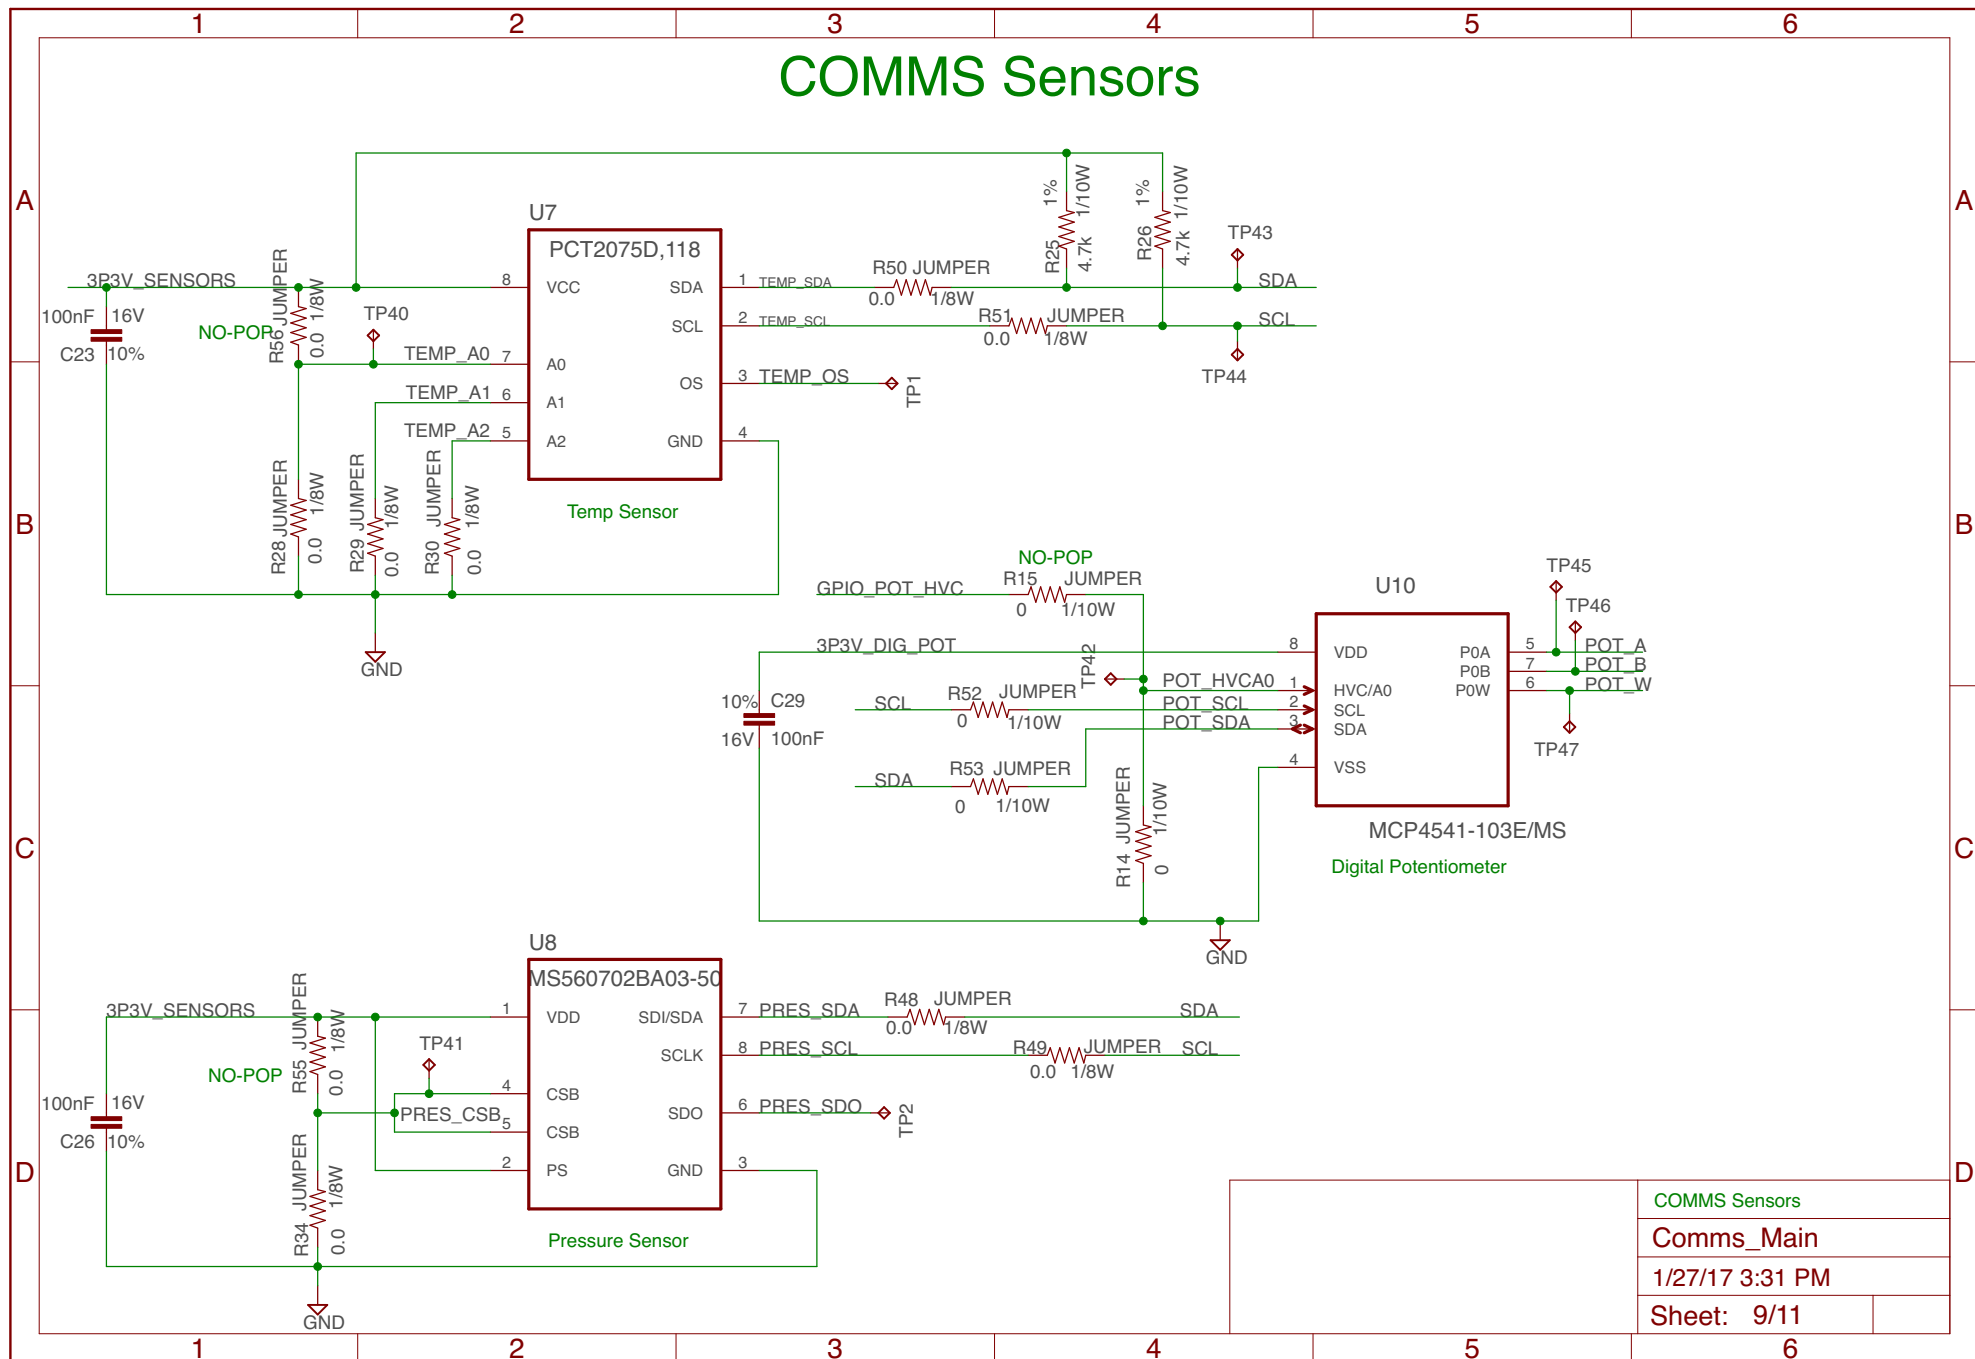 1 2 3 4 5 6
COMMS Sensors
A
A
U7
PCT2075D,118
3P3V_SENSORS
8 VCC
SDA 1 TEMP_SDA
SCL 2 TEMP_SCL
A0 7 TEMP_A0
A1 6 TEMP_A1
A2 5 TEMP_A2
OS 3 TEMP_OS
GND 4
Temp Sensor
100nF 16V
C23 10%
NO-POP
R56 JUMPER
0.0 1/8W
TP40
R28 JUMPER
0.0 1/8W
R29 JUMPER
0.0 1/8W
R30 JUMPER
0.0 1/8W
GND
R50 JUMPER
0.0 1/8W
R51 JUMPER
0.0 1/8W
R25 1%
4.7k 1/10W
R26 1%
4.7k 1/10W
TP43
SDA
SCL
TP44
TP1
B
B
NO-POP
GPIO_POT_HVC
R15 JUMPER
0 1/10W
3P3V_DIG_POT
TP42
10% C29
16V 100nF
SCL
R52 JUMPER
0 1/10W
SDA
R53 JUMPER
0 1/10W
R14 JUMPER
0 1/10W
POT_HVCA0
POT_SCL
POT_SDA
U10
8 VDD
1 HVC/A0
2 SCL
3 SDA
4 VSS
P0A 5 POT_A
P0B 7 POT_B
P0W 6 POT_W
TP45
TP46
TP47
MCP4541-103E/MS
Digital Potentiometer
GND
C
C
U8
MS560702BA03-50
3P3V_SENSORS
1 VDD
4 CSB
5 CSB
2 PS
SDI/SDA 7 PRES_SDA
SCLK 8 PRES_SCL
SDO 6 PRES_SDO
GND 3
PRES_CSB
TP41
TP2
R48 JUMPER
0.0 1/8W
SDA
R49 JUMPER
0.0 1/8W
SCL
NO-POP
R55 JUMPER
0.0 1/8W
R34 JUMPER
0.0 1/8W
100nF 16V
C26 10%
Pressure Sensor
GND
D
D
COMMS Sensors
Comms_Main
1/27/17 3:31 PM
Sheet: 9/11
1 2 3 4 5 6